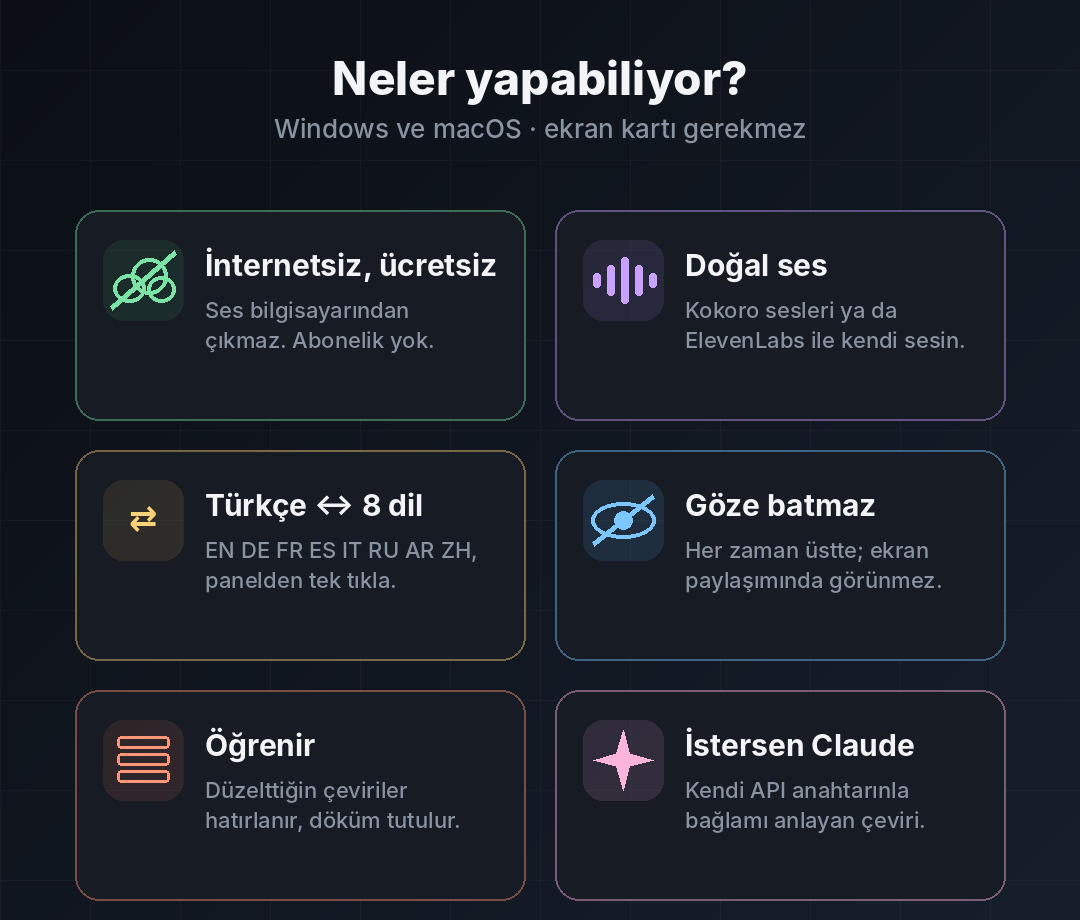 Neler yapabiliyor?
Windows ve macOS · ekran kartı gerekmez
İnternetsiz, ücretsiz
Ses bilgisayarından
çıkmaz. Abonelik yok.
Doğal ses
Kokoro sesleri ya da
ElevenLabs ile kendi sesin.
Türkçe ↔ 8 dil
EN DE FR ES IT RU AR ZH,
panelden tek tıkla.
Göze batmaz
Her zaman üstte; ekran
paylaşımında görünmez.
Öğrenir
Düzelttiğin çeviriler
hatırlanır, döküm tutulur.
İstersen Claude
Kendi API anahtarınla
bağlamı anlayan çeviri.